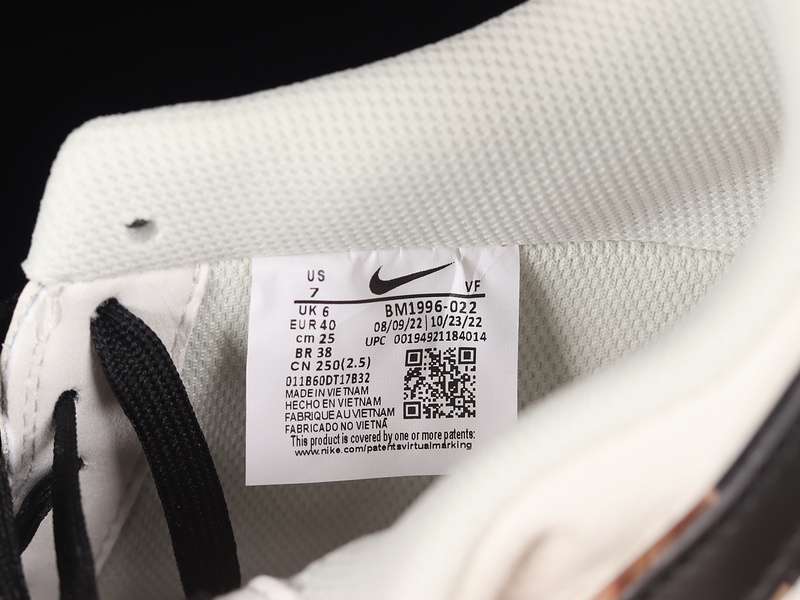 US
7
VF
UK 6
BM1996-022
EUR 40
08/09/22 | 10/23/22
cm 25
UPC 00194921184014
BR 38
CN 250(2.5)
011B60DT17B32
MADE IN VIETNAM
HECHO EN VIETNAM
FABRIQUE AU VIETNAM
FABRICADO NO VIETNÃ
This product is covered by one or more patents:
www.nike.com/patentsvirtualmarking